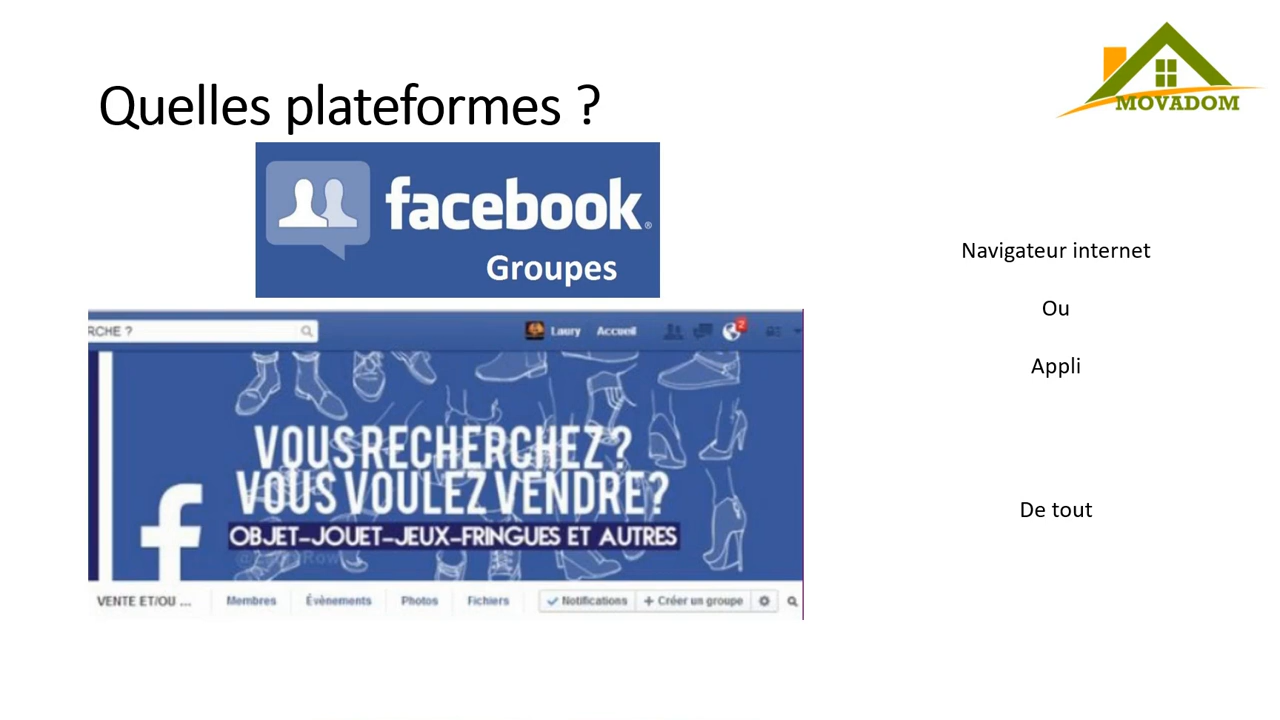 MOVADOM
Quelles plateformes ?
facebook®
Groupes
RCHE ?
Laury Accueil 2
VOUS RECHERCHEZ ?
VOUS VOULEZ VENDRE?
f
OBJET-JOUET-JEUX-FRINGUES ET AUTRES
VENTE ET/OU ... Membres Évènements Photos Fichiers Notifications + Créer un groupe
Navigateur internet
Ou
Appli
De tout